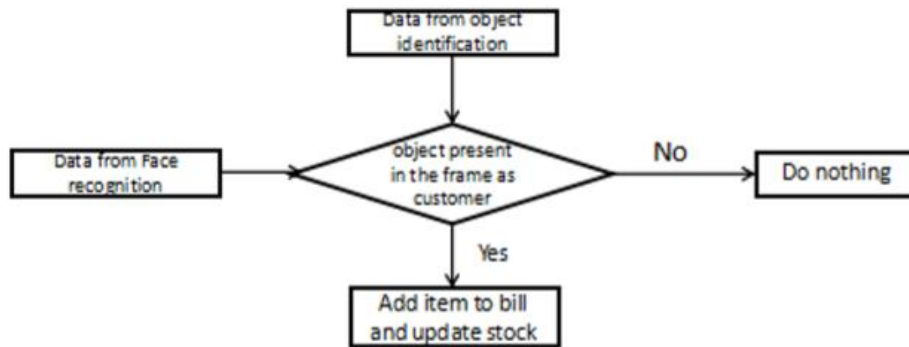 Data from object
identification
Data from Face
recognition
object present
in the frame as
customer
No
Do nothing
Yes
Add item to bill
and update stock